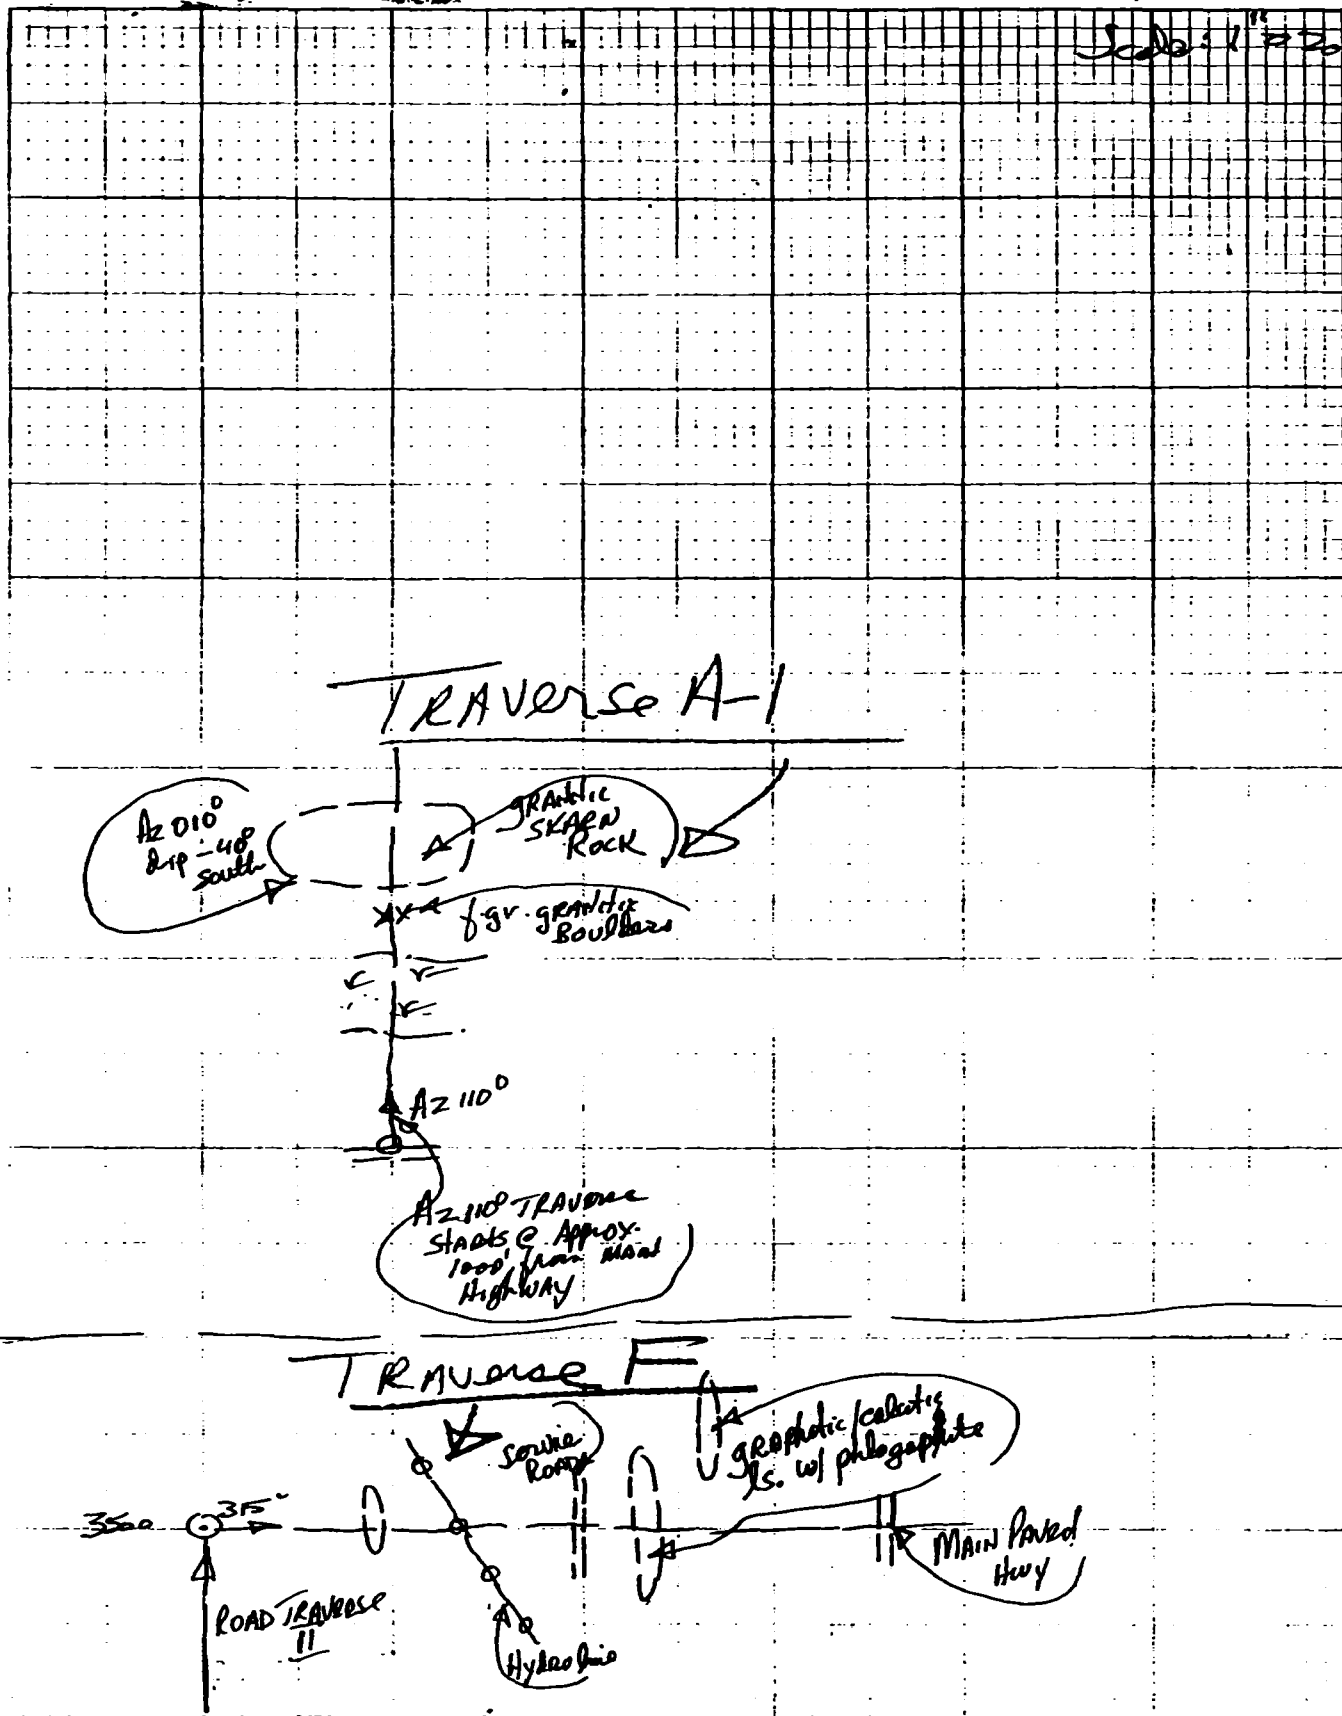 Scale: 1" = 20
TRAVERSE A-1
Az 010°
dip -40°
South
GRANITIC
SKARN
ROCK
f.gr. GRANITIC
Boulders
AZ 110°
AZ 110° TRAVERSE
STARTS @ Approx.
1000' from MAIN
HighWAY
TRAVERSE F
Service
ROAD
GRAPHITIC/calcitic
ls. w/ phlogopite
3500
315°
MAIN PAVED
Hwy
ROAD TRAVERSE
II
Hydro line